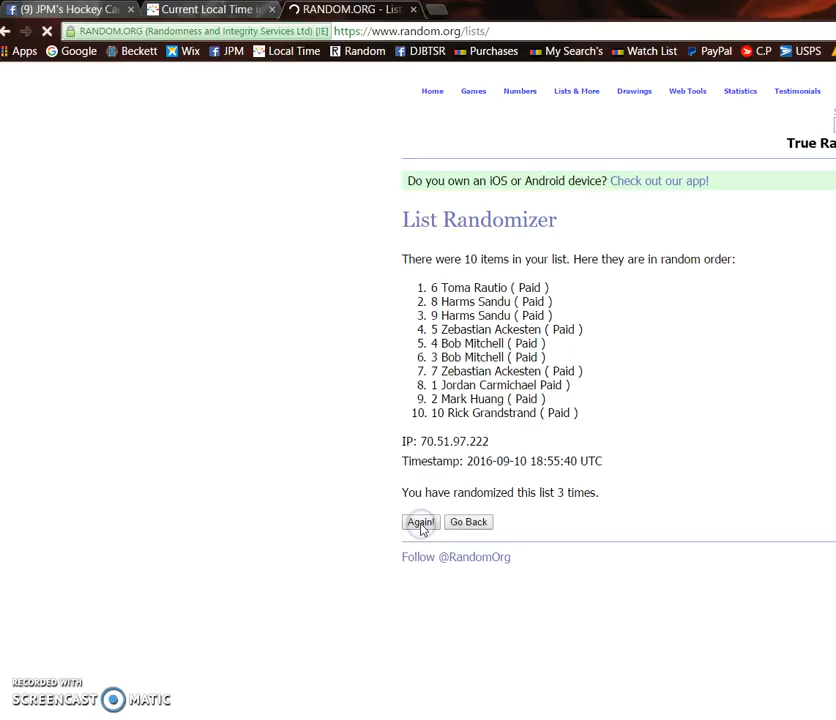 (9) JPM's Hockey Ca
Current Local Time i
RANDOM.ORG - List
RANDOM.ORG (Randomness and Integrity Services Ltd) [IE]
https://www.random.org/lists/
Apps Google Beckett Wix JPM Local Time Random DJBTSR Purchases My Search's Watch List PayPal C.P USPS
Home Games Numbers Lists & More Drawings Web Tools Statistics Testimonials
True Ra
Do you own an iOS or Android device? Check out our app!
List Randomizer
There were 10 items in your list. Here they are in random order:
1. 6 Toma Rautio ( Paid )
2. 8 Harms Sandu ( Paid )
3. 9 Harms Sandu ( Paid )
4. 5 Zebastian Ackesten ( Paid )
5. 4 Bob Mitchell ( Paid )
6. 3 Bob Mitchell ( Paid )
7. 7 Zebastian Ackesten ( Paid )
8. 1 Jordan Carmichael Paid )
9. 2 Mark Huang ( Paid )
10. 10 Rick Grandstrand ( Paid )
IP: 70.51.97.222
Timestamp: 2016-09-10 18:55:40 UTC
You have randomized this list 3 times.
Again! Go Back
Follow @RandomOrg
RECORDED WITH
SCREENCAST MATIC